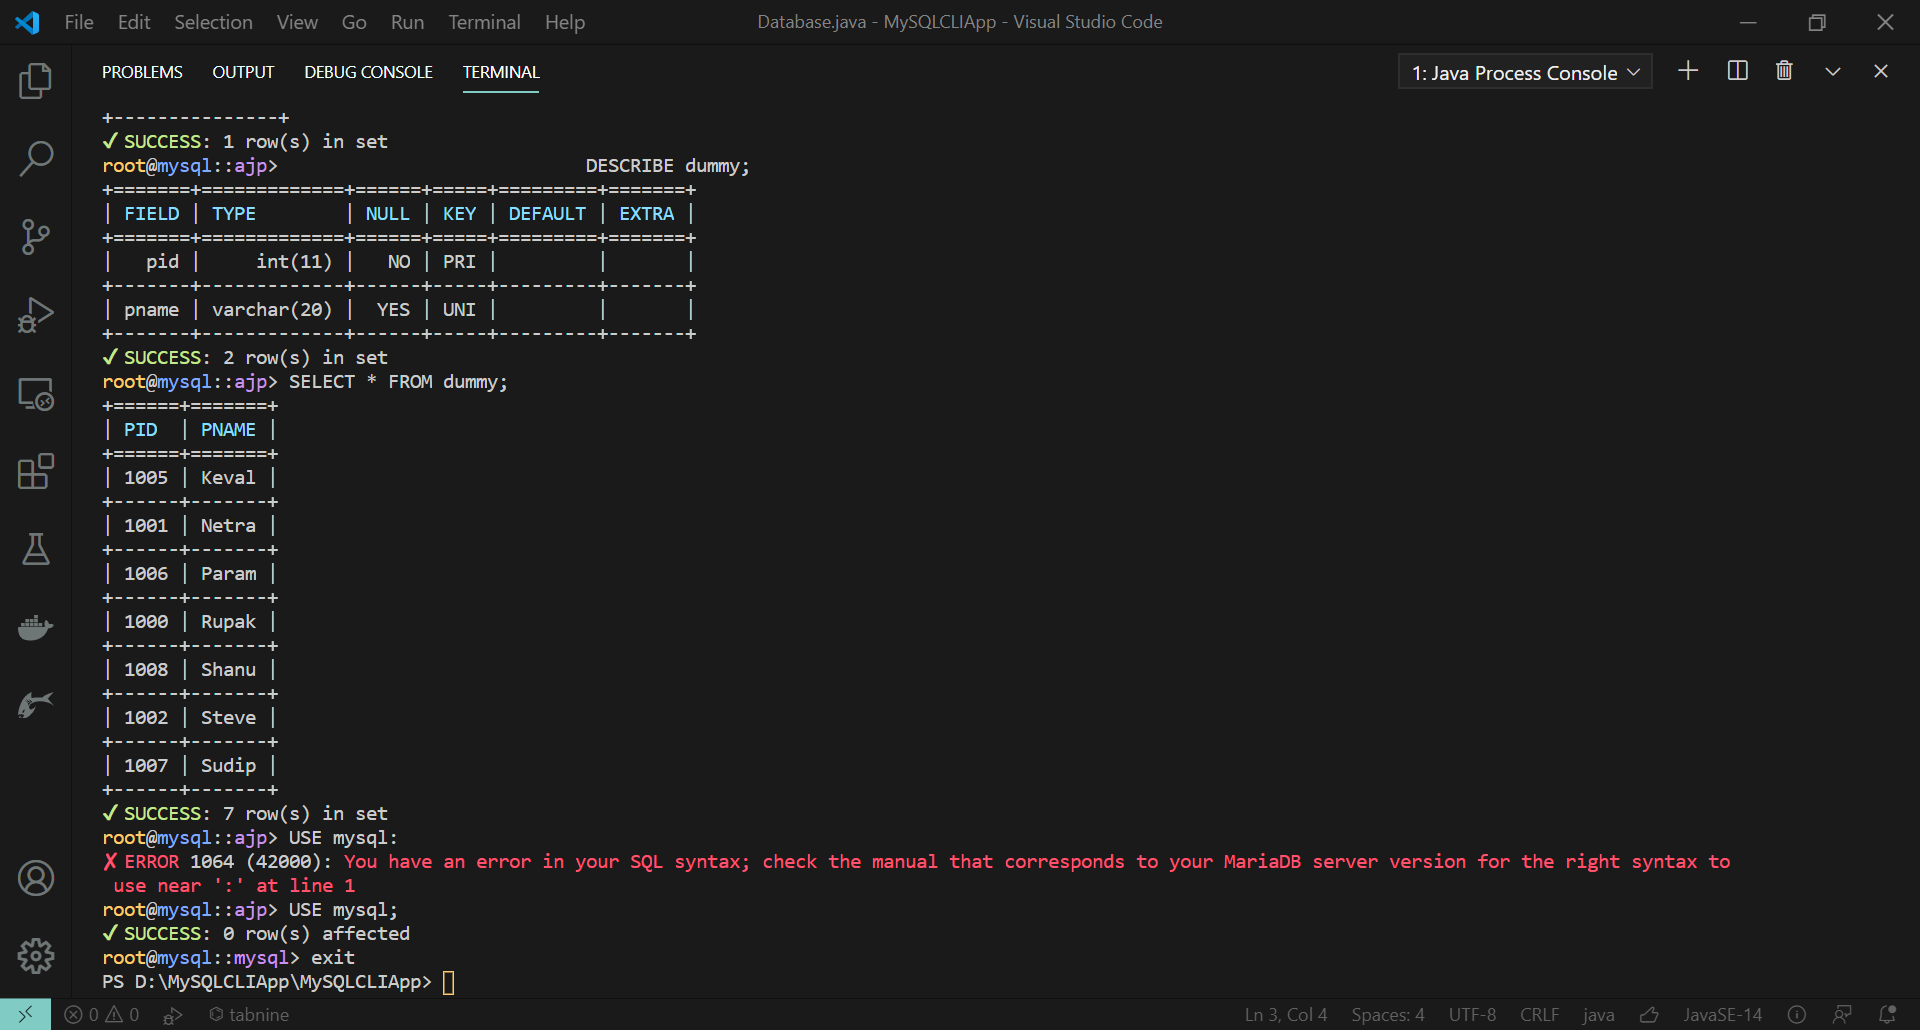 File Edit Selection View Go Run Terminal Help Database.java - MySQLCLIApp - Visual Studio Code
PROBLEMS OUTPUT DEBUG CONSOLE TERMINAL 1: Java Process Console
+---------------+
✓ SUCCESS: 1 row(s) in set
root@mysql::ajp>                            DESCRIBE dummy;
+=======+=============+======+=====+=========+=======+
| FIELD | TYPE        | NULL | KEY | DEFAULT | EXTRA |
+=======+=============+======+=====+=========+=======+
|   pid |     int(11) |   NO | PRI |         |       |
+-------+-------------+------+-----+---------+-------+
| pname | varchar(20) |  YES | UNI |         |       |
+-------+-------------+------+-----+---------+-------+
✓ SUCCESS: 2 row(s) in set
root@mysql::ajp> SELECT * FROM dummy;
+======+=======+
| PID  | PNAME |
+======+=======+
| 1005 | Keval |
+------+-------+
| 1001 | Netra |
+------+-------+
| 1006 | Param |
+------+-------+
| 1000 | Rupak |
+------+-------+
| 1008 | Shanu |
+------+-------+
| 1002 | Steve |
+------+-------+
| 1007 | Sudip |
+------+-------+
✓ SUCCESS: 7 row(s) in set
root@mysql::ajp> USE mysql:
✗ ERROR 1064 (42000): You have an error in your SQL syntax; check the manual that corresponds to your MariaDB server version for the right syntax to
 use near ':' at line 1
root@mysql::ajp> USE mysql;
✓ SUCCESS: 0 row(s) affected
root@mysql::mysql> exit
PS D:\MySQLCLIApp\MySQLCLIApp>
0 0 tabnine Ln 3, Col 4 Spaces: 4 UTF-8 CRLF java JavaSE-14